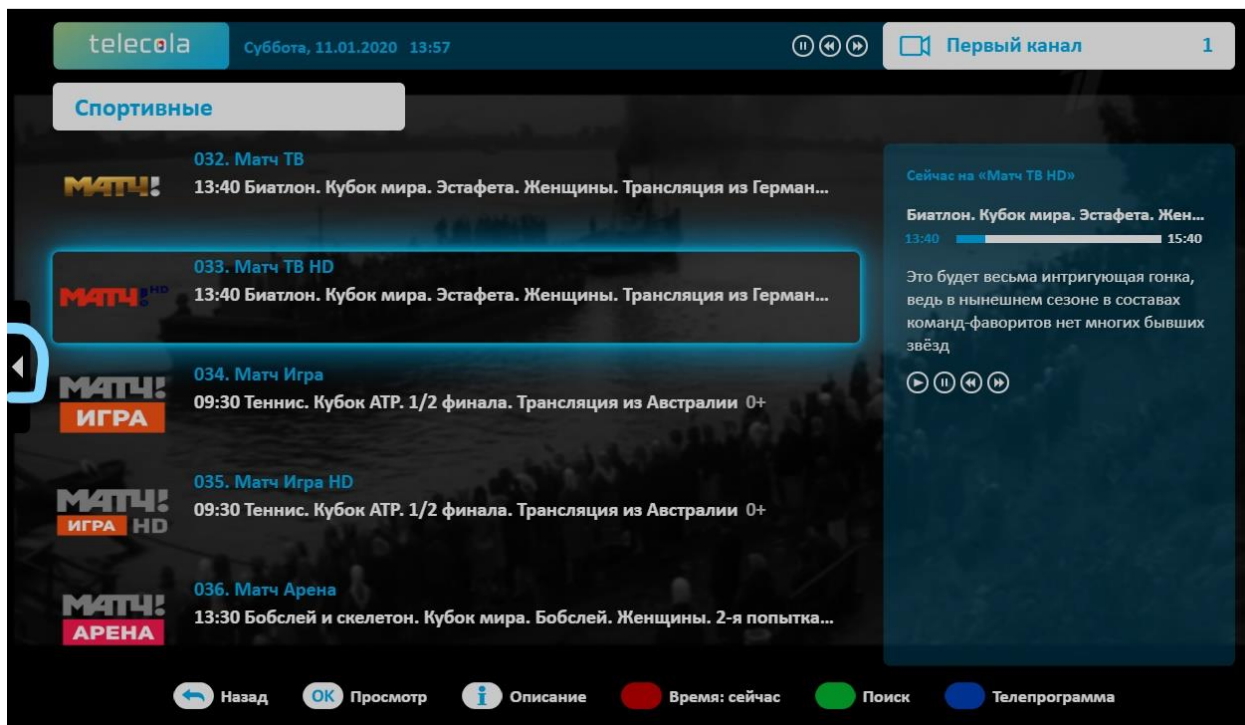 telecola
Суббота, 11.01.2020 13:57
Первый канал 1
Спортивные
МАТЧ!
032. Матч ТВ
13:40 Биатлон. Кубок мира. Эстафета. Женщины. Трансляция из Герман...
МАТЧ! HD
033. Матч ТВ HD
13:40 Биатлон. Кубок мира. Эстафета. Женщины. Трансляция из Герман...
МАТЧ!
ИГРА
034. Матч Игра
09:30 Теннис. Кубок ATP. 1/2 финала. Трансляция из Австралии 0+
МАТЧ!
ИГРА HD
035. Матч Игра HD
09:30 Теннис. Кубок ATP. 1/2 финала. Трансляция из Австралии 0+
МАТЧ!
АРЕНА
036. Матч Арена
13:30 Бобслей и скелетон. Кубок мира. Бобслей. Женщины. 2-я попытка...
Сейчас на «Матч ТВ HD»
Биатлон. Кубок мира. Эстафета. Жен...
13:40 15:40
Это будет весьма интригующая гонка,
ведь в нынешнем сезоне в составах
команд-фаворитов нет многих бывших
звёзд
Назад OK Просмотр i Описание Время: сейчас Поиск Телепрограмма